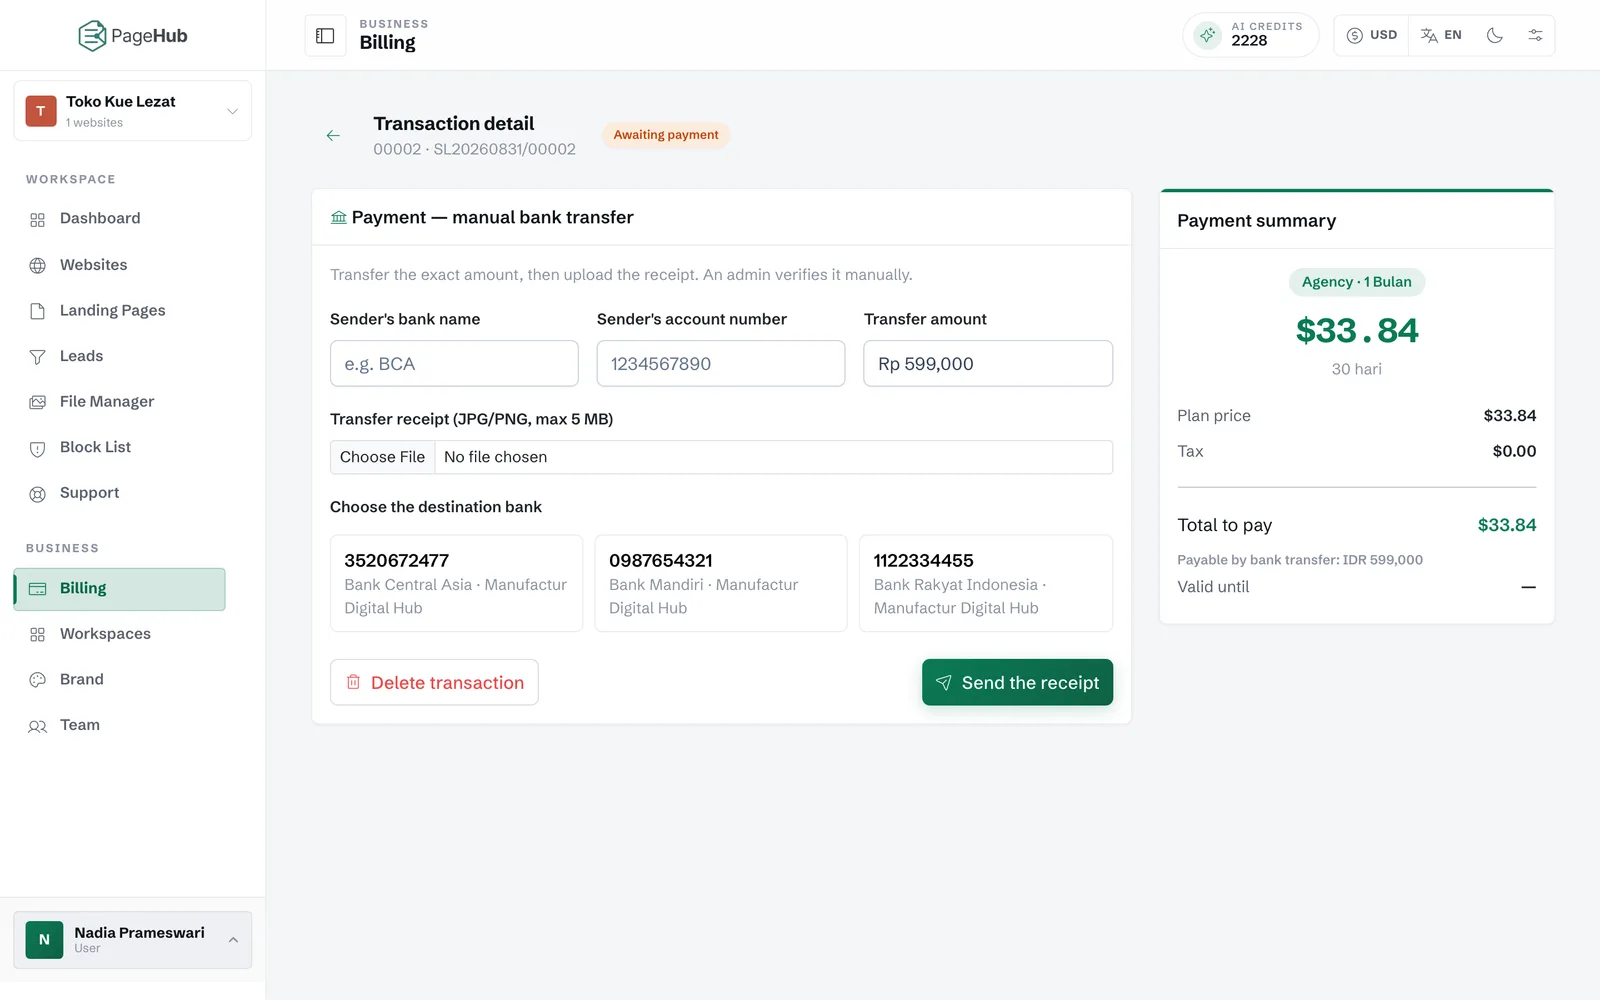 PageHub
BUSINESS
Billing
AI CREDITS
2228
USD
EN
T
Toko Kue Lezat
1 websites
WORKSPACE
Dashboard
Websites
Landing Pages
Leads
File Manager
Block List
Support
BUSINESS
Billing
Workspaces
Brand
Team
N
Nadia Prameswari
User
Transaction detail
00002 · SL20260831/00002
Awaiting payment
Payment — manual bank transfer
Transfer the exact amount, then upload the receipt. An admin verifies it manually.
Sender's bank name
Sender's account number
Transfer amount
e.g. BCA
1234567890
Rp 599,000
Transfer receipt (JPG/PNG, max 5 MB)
Choose File
No file chosen
Choose the destination bank
3520672477
Bank Central Asia · Manufactur
Digital Hub
0987654321
Bank Mandiri · Manufactur
Digital Hub
1122334455
Bank Rakyat Indonesia ·
Manufactur Digital Hub
Delete transaction
Send the receipt
Payment summary
Agency · 1 Bulan
$33.84
30 hari
Plan price $33.84
Tax $0.00
Total to pay $33.84
Payable by bank transfer: IDR 599,000
Valid until —